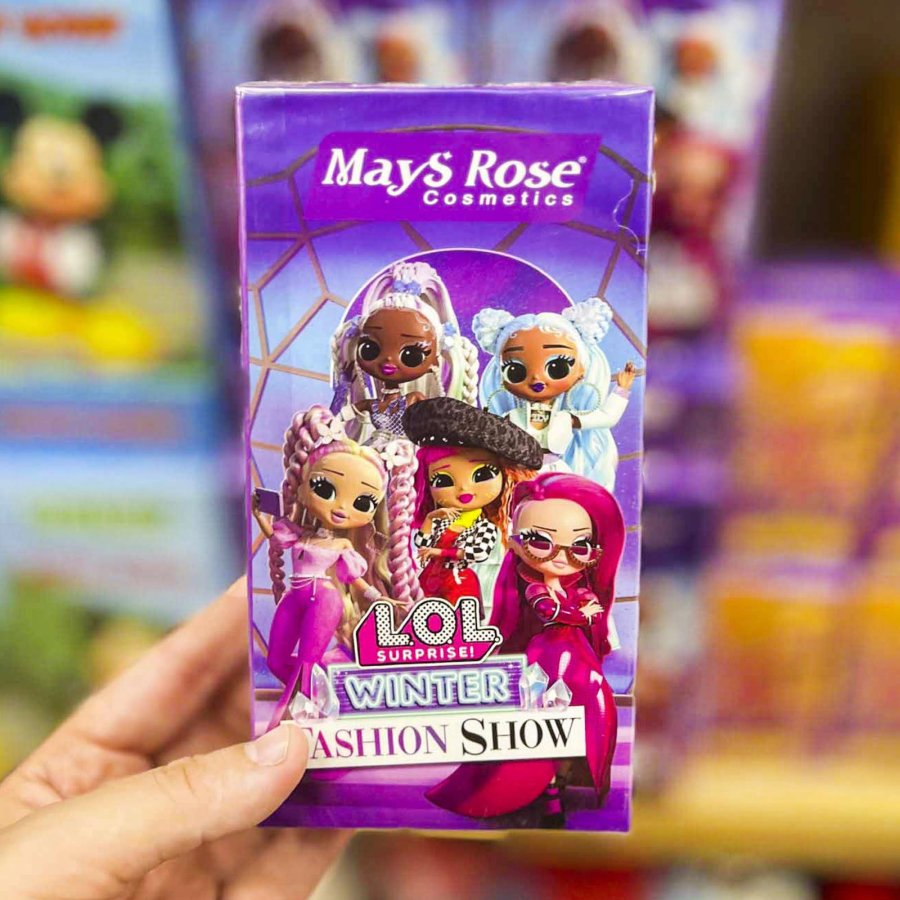 MayS Rose®
Cosmetics
L.O.L.
SURPRISE!
WINTER
FASHION SHOW